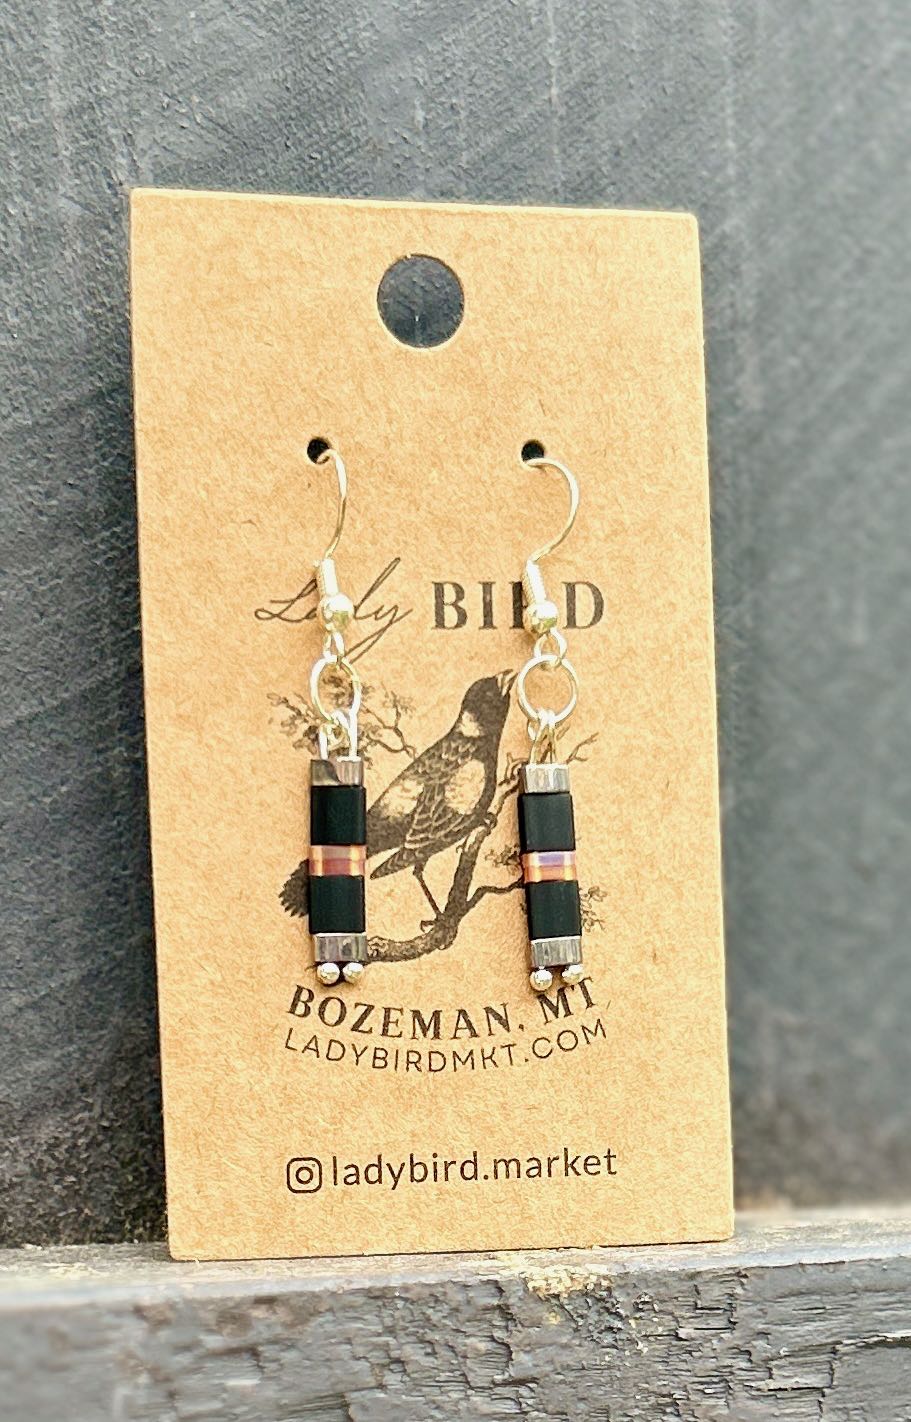 Lady BIRD
BOZEMAN, MT
LADYBIRDMKT.COM
ladybird.market